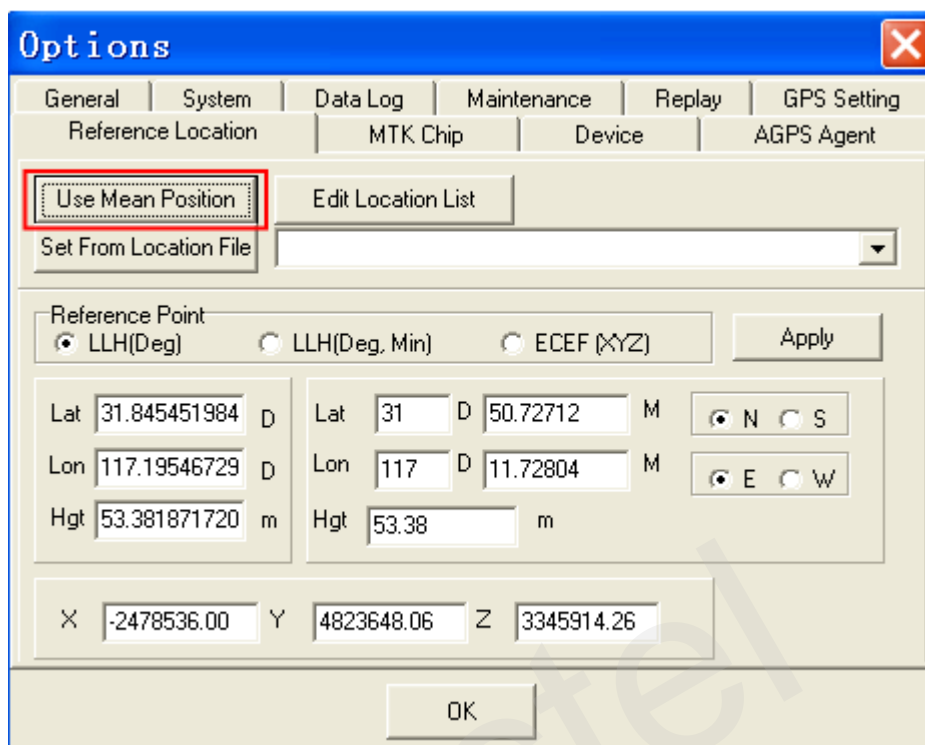 Options
General System Data Log Maintenance Replay GPS Setting
Reference Location MTK Chip Device AGPS Agent
Use Mean Position Edit Location List
Set From Location File
Reference Point
LLH(Deg) LLH(Deg, Min) ECEF (XYZ) Apply
Lat 31.845451984 D Lat 31 D 50.72712 M N S
Lon 117.19546729 D Lon 117 D 11.72804 M E W
Hgt 53.381871720 m Hgt 53.38 m
X -2478536.00 Y 4823648.06 Z 3345914.26
OK